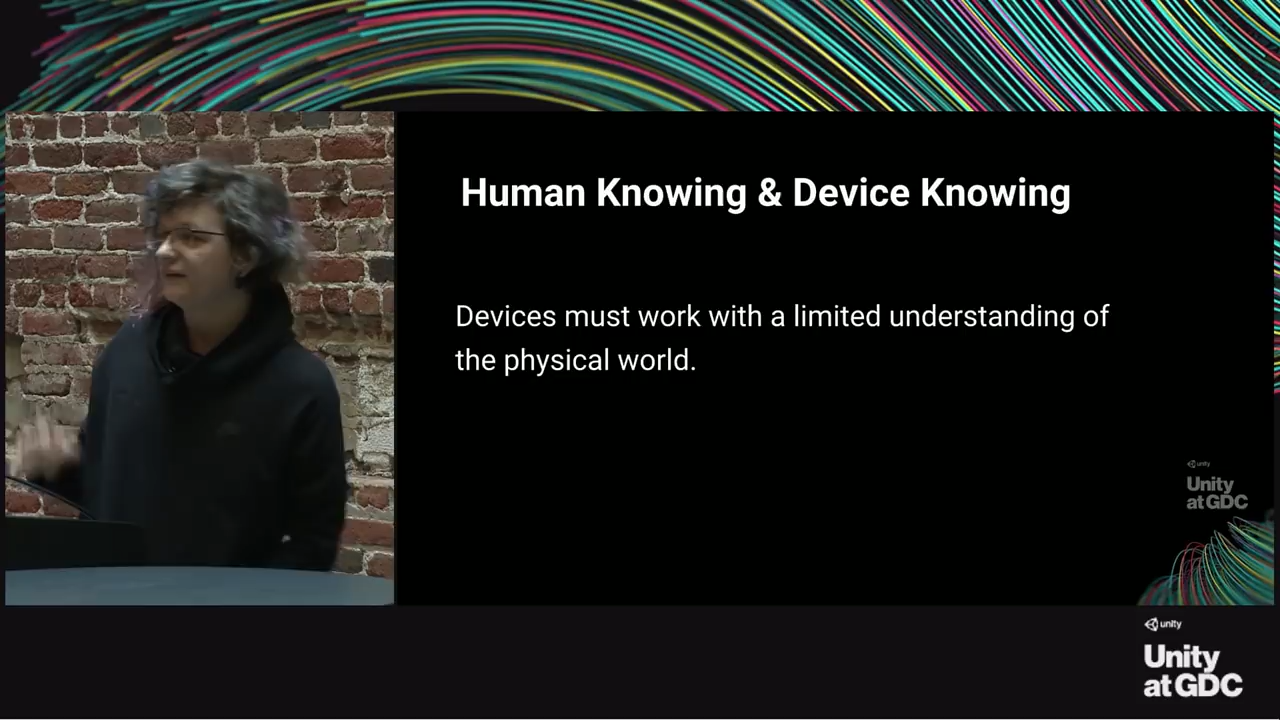 Human Knowing & Device Knowing
Devices must work with a limited understanding of
the physical world.
unity
Unity
at GDC
unity
Unity
at GDC